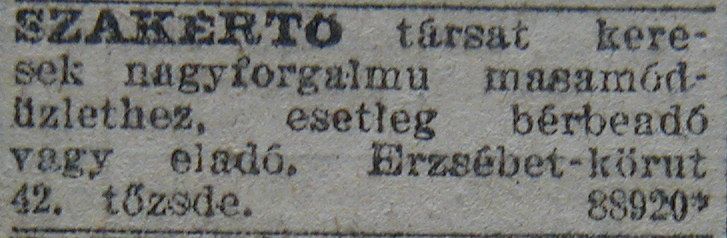 SZAKÉRTŐ társat kere-
sek nagyforgalmu masamód-
üzlethez, esetleg bérbeadó
vagy eladó. Erzsébet-körut
42. tőzsde. 88920*